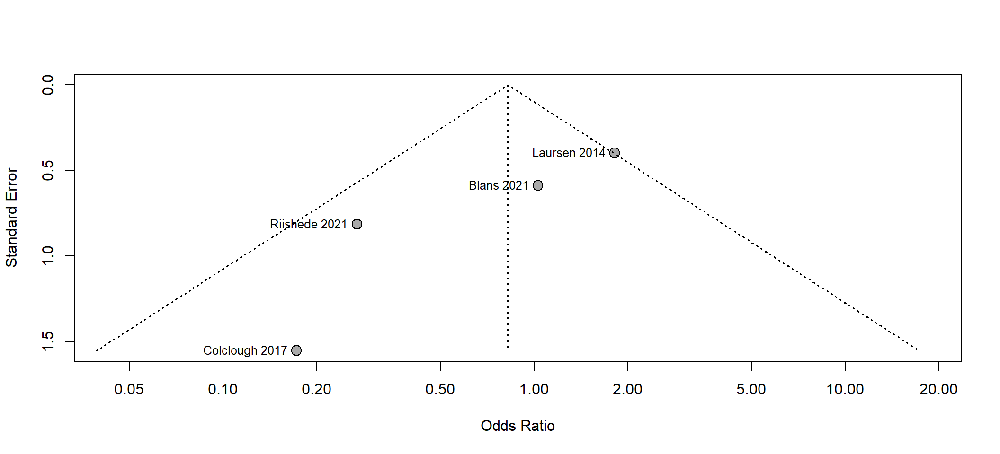 0.0
0.5
1.0
1.5
Standard Error
Laursen 2014
Blans 2021
Riishede 2021
Colclough 2017
0.05 0.10 0.20 0.50 1.00 2.00 5.00 10.00 20.00
Odds Ratio